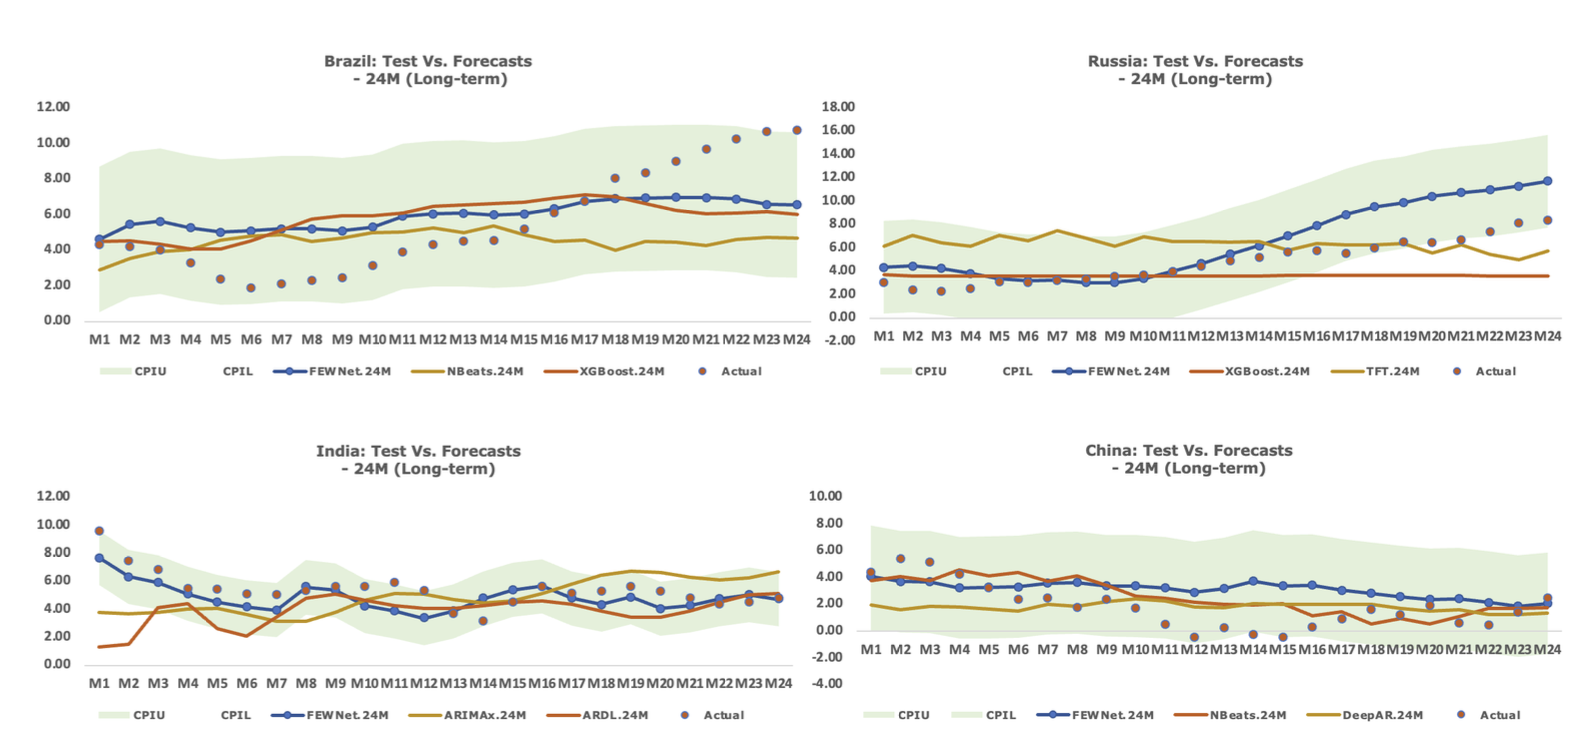 Brazil: Test Vs. Forecasts
- 24M (Long-term)
12.00
10.00
8.00
6.00
4.00
2.00
0.00
M1 M2 M3 M4 M5 M6 M7 M8 M9 M10 M11 M12 M13 M14 M15 M16 M17 M18 M19 M20 M21 M22 M23 M24
CPIU CPIL FEWNet.24M NBeats.24M XGBoost.24M Actual
Russia: Test Vs. Forecasts
- 24M (Long-term)
18.00
16.00
14.00
12.00
10.00
8.00
6.00
4.00
2.00
0.00
-2.00
M1 M2 M3 M4 M5 M6 M7 M8 M9 M10 M11 M12 M13 M14 M15 M16 M17 M18 M19 M20 M21 M22 M23 M24
CPIU CPIL FEWNet.24M XGBoost.24M TFT.24M Actual
India: Test Vs. Forecasts
- 24M (Long-term)
12.00
10.00
8.00
6.00
4.00
2.00
0.00
M1 M2 M3 M4 M5 M6 M7 M8 M9 M10 M11 M12 M13 M14 M15 M16 M17 M18 M19 M20 M21 M22 M23 M24
CPIU CPIL FEWNet.24M ARIMAx.24M ARDL.24M Actual
China: Test Vs. Forecasts
- 24M (Long-term)
10.00
8.00
6.00
4.00
2.00
0.00
-2.00
-4.00
M1 M2 M3 M4 M5 M6 M7 M8 M9 M10 M11 M12 M13 M14 M15 M16 M17 M18 M19 M20 M21 M22 M23 M24
CPIU CPIL FEWNet.24M NBeats.24M DeepAR.24M Actual